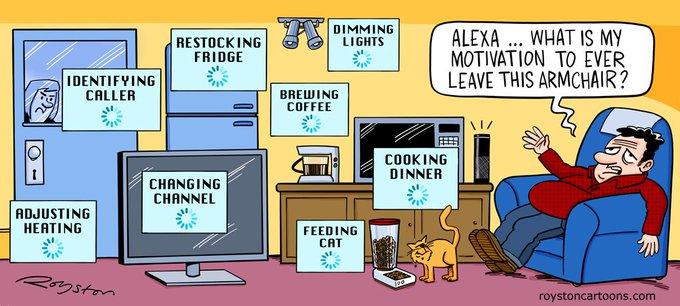 DIMMING
LIGHTS
RESTOCKING
FRIDGE
ALEXA ... WHAT IS MY
MOTIVATION TO EVER
LEAVE THIS ARMCHAIR?
IDENTIFYING
CALLER
BREWING
COFFEE
COOKING
DINNER
CHANGING
CHANNEL
ADJUSTING
HEATING
FEEDING
CAT
Royston
roystoncartoons.com